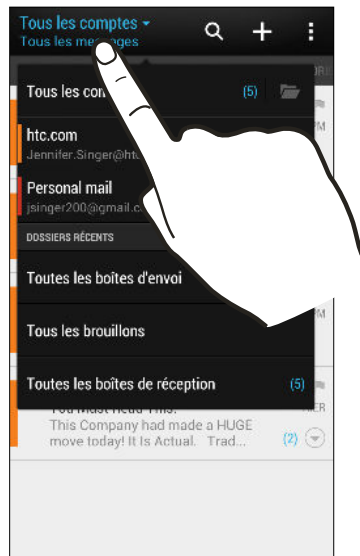 Tous les comptes
Tous les messages
Tous les
(5)
htc.com
Jennifer.Singer@htc
PM
Personal mail
jsinger200@gmail.c
DOSSIERS RÉCENTS
Toutes les boîtes d'envoi
Tous les brouillons
Toutes les boîtes de réception
(5)
You Must Read This:
This Company had made a HUGE
move today! It Is Actual. Trad...
(2)